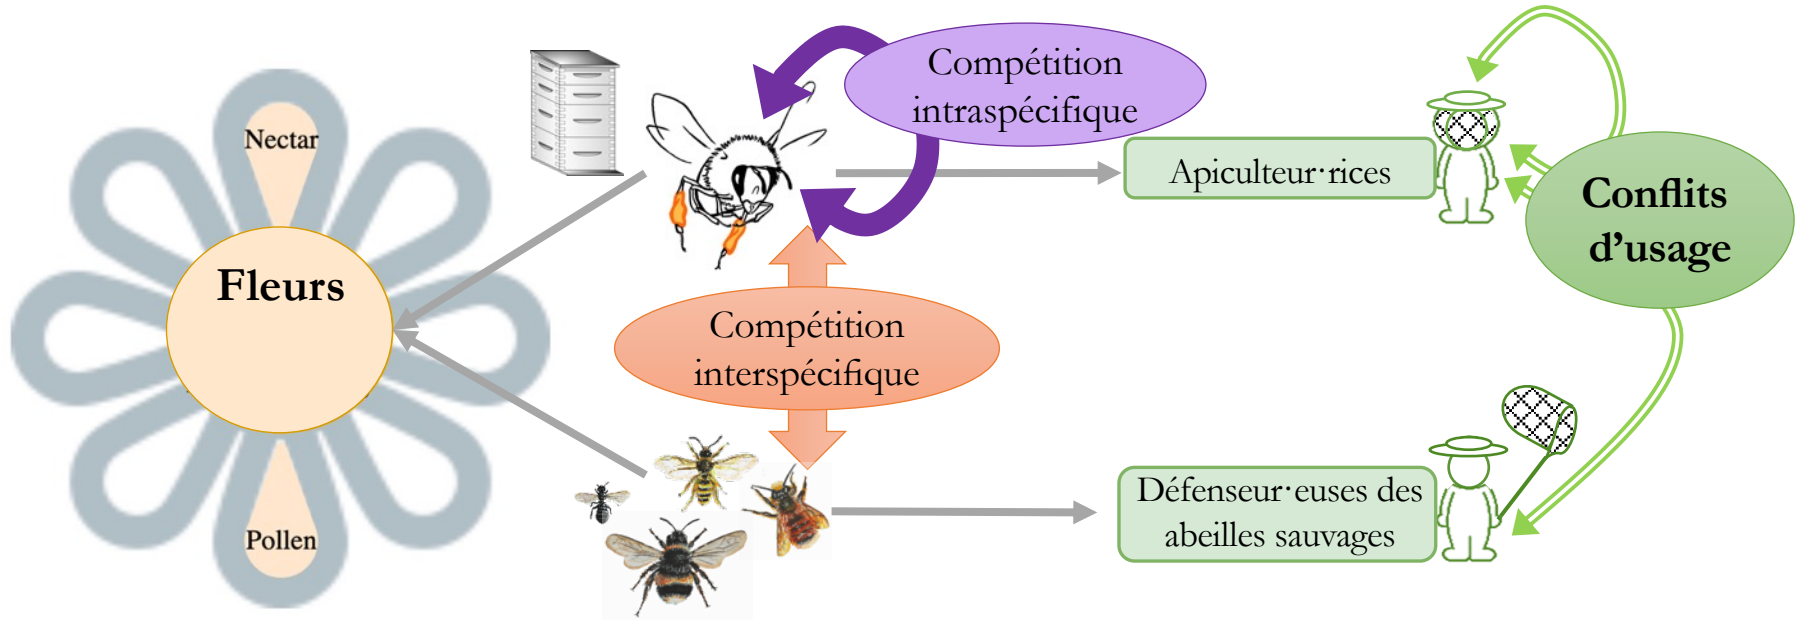 Nectar
Fleurs
Pollen
Compétition
intraspécifique
Compétition
interspécifique
Apiculteur·rices
Défenseur·euses des
abeilles sauvages
Conflits
d’usage